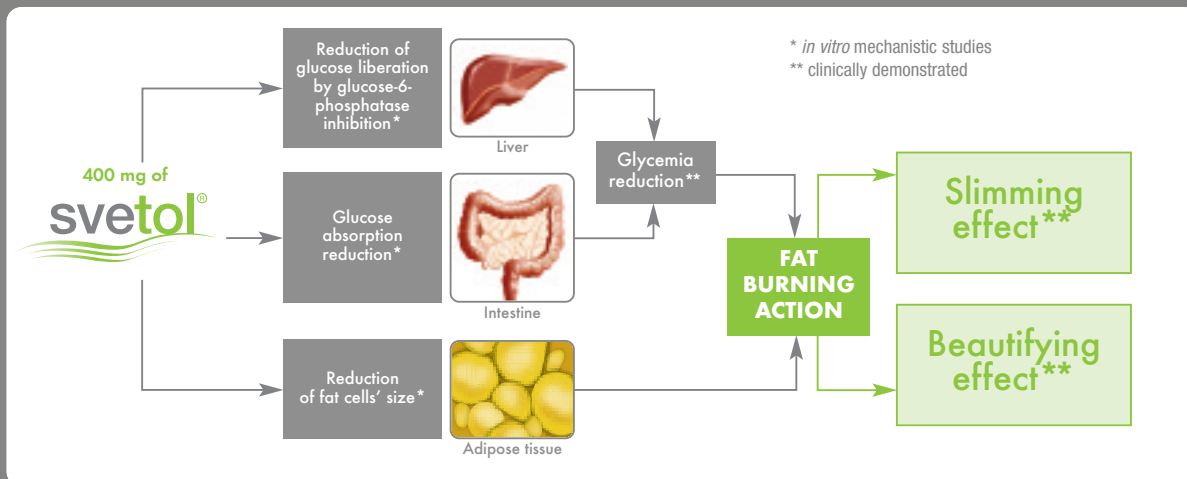 * in vitro mechanistic studies
** clinically demonstrated
Reduction of
glucose liberation
by glucose-6-
phosphatase
inhibition*
Liver
400 mg of
svetol®
Glucose
absorption
reduction*
Intestine
Reduction
of fat cells' size*
Adipose tissue
Glycemia
reduction**
FAT
BURNING
ACTION
Slimming
effect**
Beautifying
effect**